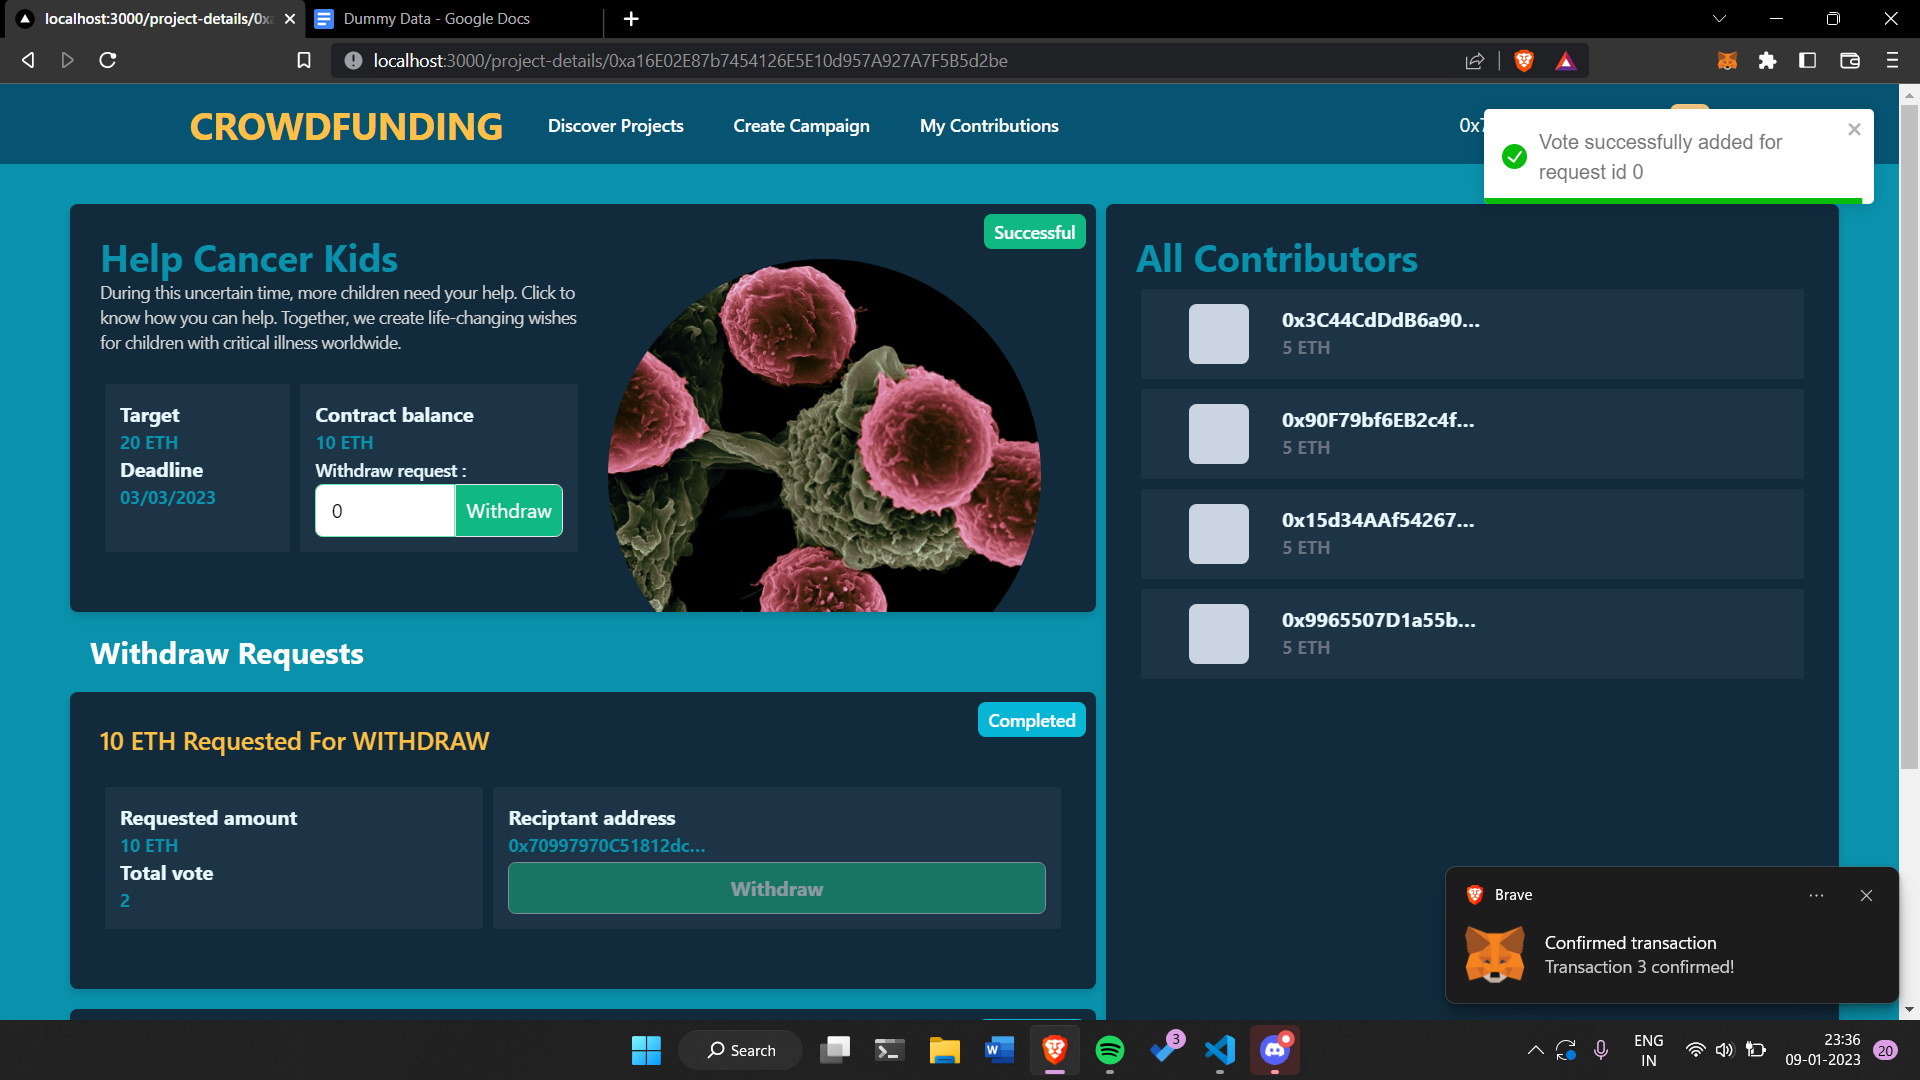 localhost:3000/project-details/0xa
Dummy Data - Google Docs
localhost:3000/project-details/0xa16E02E87b7454126E5E10d957A927A7F5B5d2be
CROWDFUNDING
Discover Projects
Create Campaign
My Contributions
0x7
Vote successfully added for
request id 0
Successful
Help Cancer Kids
During this uncertain time, more children need your help. Click to
know how you can help. Together, we create life-changing wishes
for children with critical illness worldwide.
Target
20 ETH
Deadline
03/03/2023
Contract balance
10 ETH
Withdraw request :
0
Withdraw
All Contributors
0x3C44CdDdB6a90...
5 ETH
0x90F79bf6EB2c4f...
5 ETH
0x15d34AAf54267...
5 ETH
0x9965507D1a55b...
5 ETH
Withdraw Requests
Completed
10 ETH Requested For WITHDRAW
Requested amount
10 ETH
Total vote
2
Reciptant address
0x70997970C51812dc...
Withdraw
Brave
Confirmed transaction
Transaction 3 confirmed!
Search
3
ENG
IN
23:36
09-01-2023
20